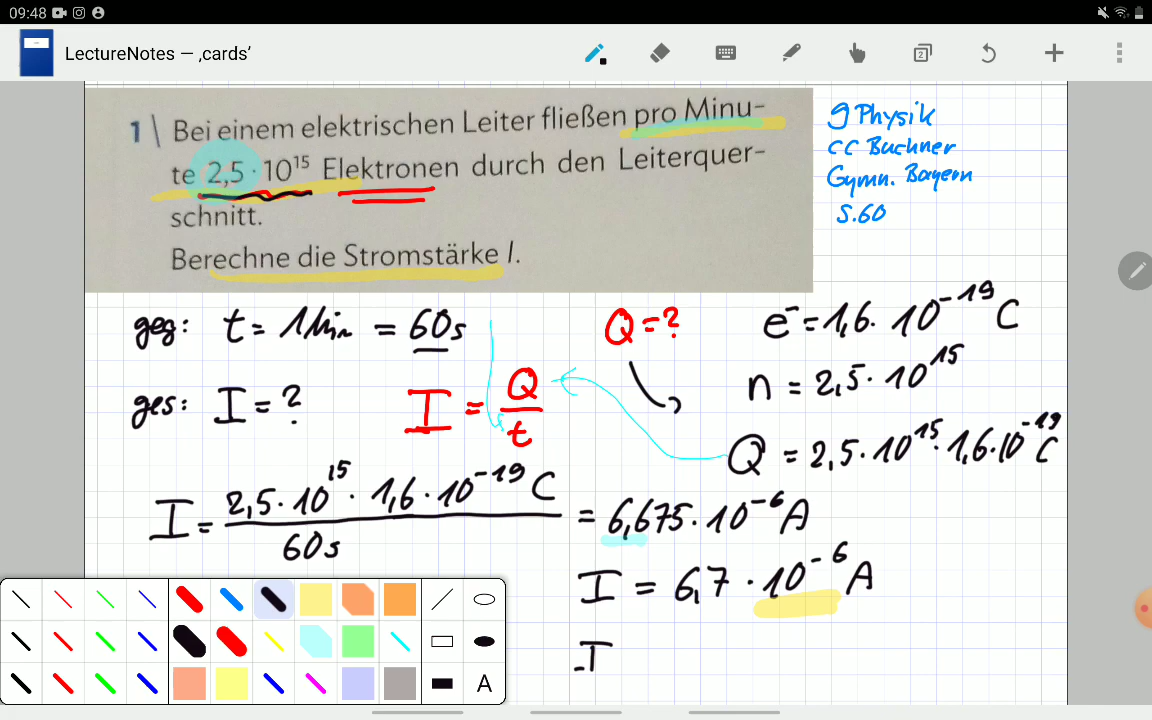 09:48
LectureNotes — ‚cards'
2
1 Bei einem elektrischen Leiter fließen pro Minu-
te 2,5 · 10¹⁵ Elektronen durch den Leiterquer-
schnitt.
Berechne die Stromstärke I.
9 Physik
CC Buchner
Gymn. Bayern
S.60
geg: t = 1 Min = 60s
Q = ?
e⁻ = 1,6 · 10⁻¹⁹ C
n = 2,5 · 10¹⁵
ges: I = ?
I = Q/t
Q = 2,5 · 10¹⁵ · 1,6 · 10⁻¹⁹ C
I = 2,5 · 10¹⁵ · 1,6 · 10⁻¹⁹ C / 60s = 6,675 · 10⁻⁶ A
I = 6,7 · 10⁻⁶ A
I
A